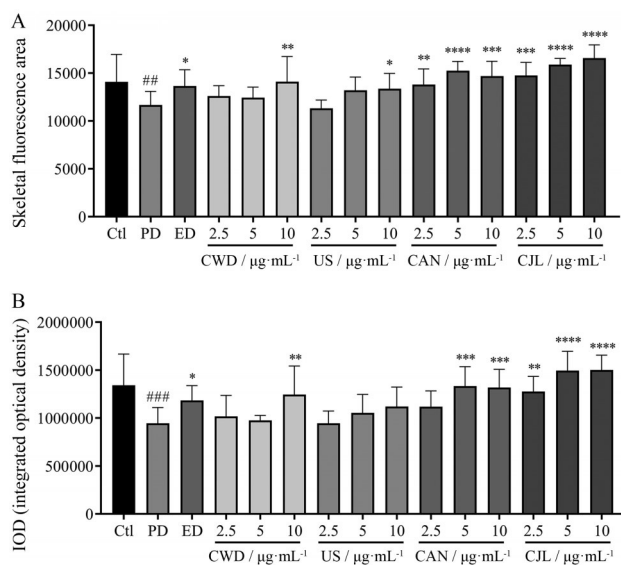 A
Skeletal fluorescence area
20000
15000
10000
5000
0
## * ** * ** **** *** *** **** ****
Ctl PD ED 2.5 5 10 2.5 5 10 2.5 5 10 2.5 5 10
CWD / μg·mL⁻¹ US / μg·mL⁻¹ CAN / μg·mL⁻¹ CJL / μg·mL⁻¹
B
IOD (integrated optical density)
2000000
1500000
1000000
500000
0
### * ** *** *** ** **** ****
Ctl PD ED 2.5 5 10 2.5 5 10 2.5 5 10 2.5 5 10
CWD / μg·mL⁻¹ US / μg·mL⁻¹ CAN / μg·mL⁻¹ CJL / μg·mL⁻¹